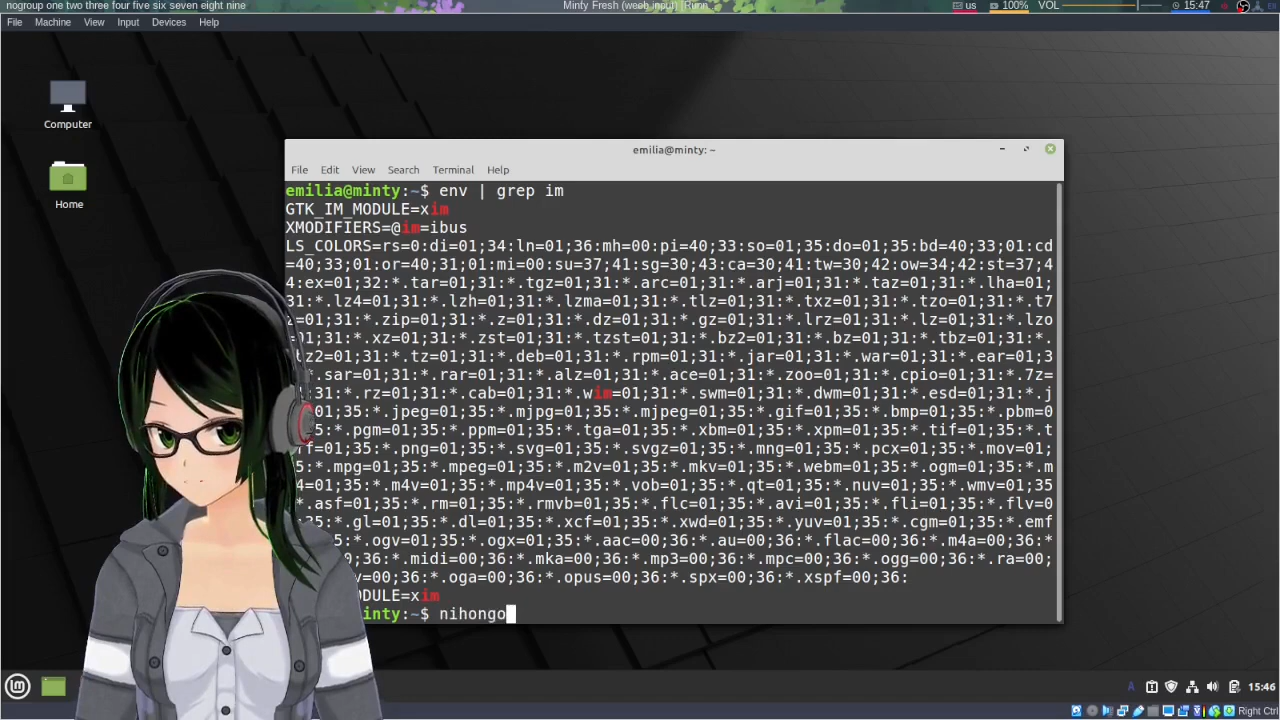 nogroup one two three four five six seven eight nine
Minty Fresh (weeb input) [Runn
us
100%
VOL
15:47
File Machine View Input Devices Help
Computer
Home
emilia@minty: ~
File Edit View Search Terminal Help
emilia@minty:~$ env | grep im
GTK_IM_MODULE=xim
XMODIFIERS=@im=ibus
LS_COLORS=rs=0:di=01;34:ln=01;36:mh=00:pi=40;33:so=01;35:do=01;35:bd=40;33;01:cd
=40;33;01:or=40;31;01:mi=00:su=37;41:sg=30;43:ca=30;41:tw=30;42:ow=34;42:st=37;4
4:ex=01;32:*.tar=01;31:*.tgz=01;31:*.arc=01;31:*.arj=01;31:*.taz=01;31:*.lha=01;
31:*.lz4=01;31:*.lzh=01;31:*.lzma=01;31:*.tlz=01;31:*.txz=01;31:*.tzo=01;31:*.t7
z=01;31:*.zip=01;31:*.z=01;31:*.dz=01;31:*.gz=01;31:*.lrz=01;31:*.lz=01;31:*.lzo
1:*.xz=01;31:*.zst=01;31:*.tzst=01;31:*.bz2=01;31:*.bz=01;31:*.tbz=01;31:*.
bz2=01;31:*.tz=01;31:*.deb=01;31:*.rpm=01;31:*.jar=01;31:*.war=01;31:*.ear=01;3
*.sar=01;31:*.rar=01;31:*.alz=01;31:*.ace=01;31:*.zoo=01;31:*.cpio=01;31:*.7z=
;31:*.rz=01;31:*.cab=01;31:*.wim=01;31:*.swm=01;31:*.dwm=01;31:*.esd=01;31:*.j
01;35:*.jpeg=01;35:*.mjpg=01;35:*.mjpeg=01;35:*.gif=01;35:*.bmp=01;35:*.pbm=0
35:*.pgm=01;35:*.ppm=01;35:*.tga=01;35:*.xbm=01;35:*.xpm=01;35:*.tif=01;35:*.t
ff=01;35:*.png=01;35:*.svg=01;35:*.svgz=01;35:*.mng=01;35:*.pcx=01;35:*.mov=01;
:*.mpg=01;35:*.mpeg=01;35:*.m2v=01;35:*.mkv=01;35:*.webm=01;35:*.ogm=01;35:*.m
4=01;35:*.m4v=01;35:*.mp4v=01;35:*.vob=01;35:*.qt=01;35:*.nuv=01;35:*.wmv=01;35
*.asf=01;35:*.rm=01;35:*.rmvb=01;35:*.flc=01;35:*.avi=01;35:*.fli=01;35:*.flv=0
;35:*.gl=01;35:*.dl=01;35:*.xcf=01;35:*.xwd=01;35:*.yuv=01;35:*.cgm=01;35:*.emf
35:*.ogv=01;35:*.ogx=01;35:*.aac=00;36:*.au=00;36:*.flac=00;36:*.m4a=00;36:
00;36:*.midi=00;36:*.mka=00;36:*.mp3=00;36:*.mpc=00;36:*.ogg=00;36:*.ra=00;
v=00;36:*.oga=00;36:*.opus=00;36:*.spx=00;36:*.xspf=00;36:
ODULE=xim
minty:~$ nihongo
A
15:46
Right Ctrl